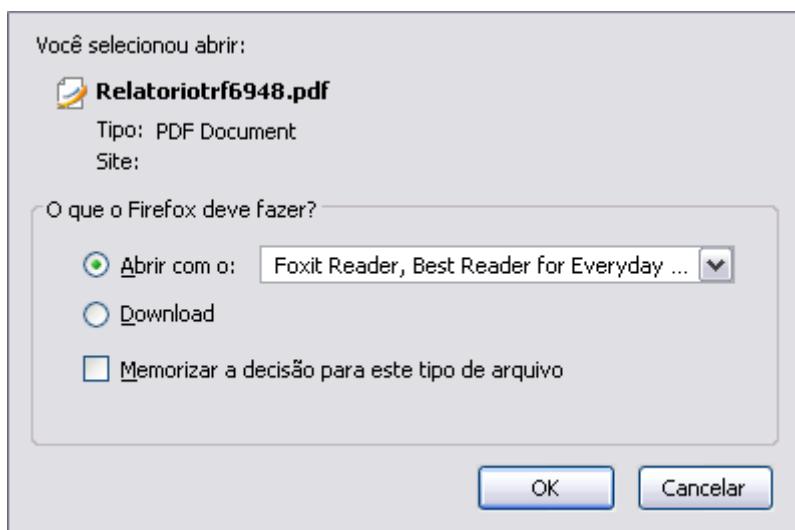 Você selecionou abrir:
Relatoriotrf6948.pdf
Tipo: PDF Document
Site:
O que o Firefox deve fazer?
Abrir com o: Foxit Reader, Best Reader for Everyday ...
Download
Memorizar a decisão para este tipo de arquivo
OK Cancelar